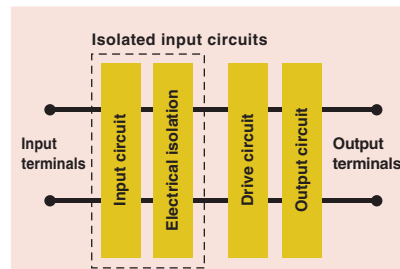 Isolated input circuits
Input
terminals
Input circuit
Electrical isolation
Drive circuit
Output circuit
Output
terminals